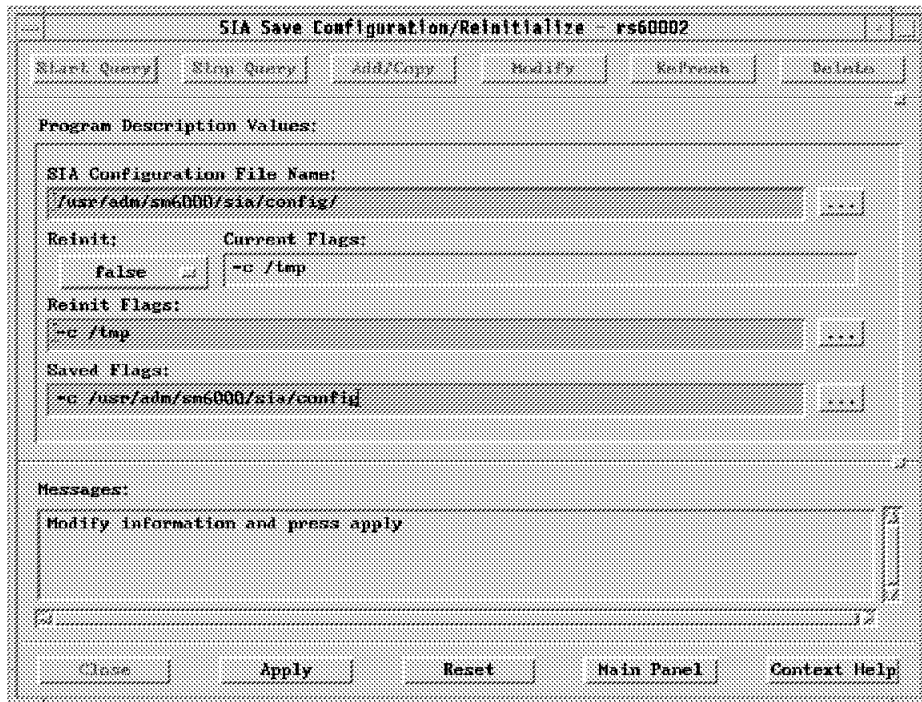 SIA Save Configuration/Reinitialize - rs60002
Start Query Stop Query Add/Copy Modify Refresh Delete
Program Description Values:
SIA Configuration File Name:
/usr/adm/sm6000/sia/config/ ...
Reinit: Current Flags:
false -c /tmp
Reinit Flags:
-c /tmp ...
Saved Flags:
-c /usr/adm/sm6000/sia/config ...
Messages:
Modify information and press apply
Close Apply Reset Main Panel Context Help